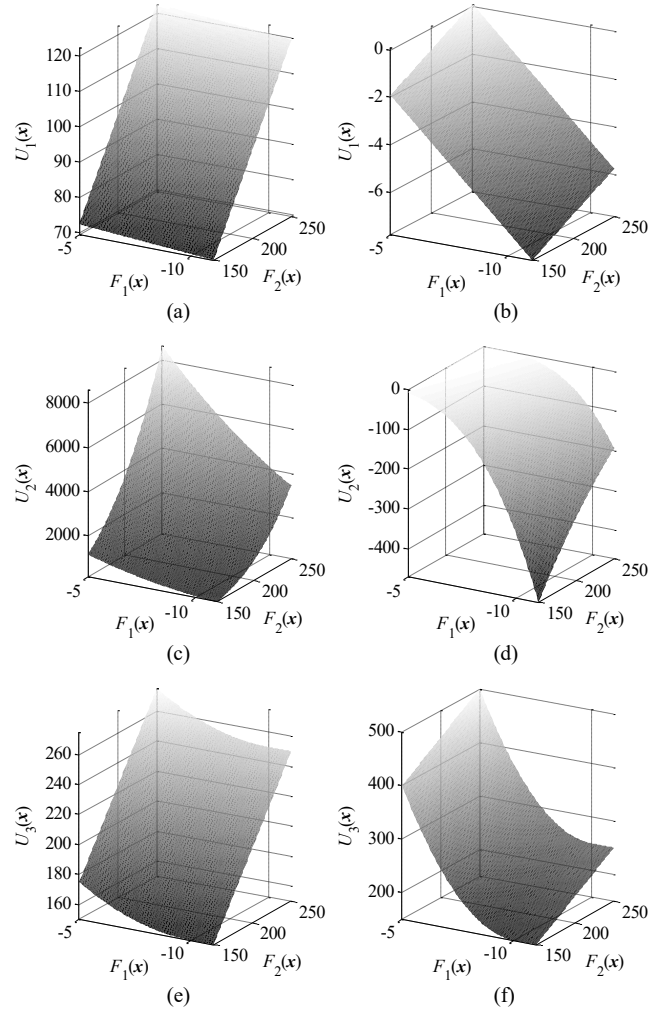 120
110
100
90
80
70
U1(x)
-5
-10
150
200
250
F1(x)
F2(x)
(a)
0
-2
-4
-6
U1(x)
-5
-10
150
200
250
F1(x)
F2(x)
(b)
8000
6000
4000
2000
U2(x)
-5
-10
150
200
250
F1(x)
F2(x)
(c)
0
-100
-200
-300
-400
U2(x)
-5
-10
150
200
250
F1(x)
F2(x)
(d)
260
240
220
200
180
160
U3(x)
-5
-10
150
200
250
F1(x)
F2(x)
(e)
500
400
300
200
U3(x)
-5
-10
150
200
250
F1(x)
F2(x)
(f)